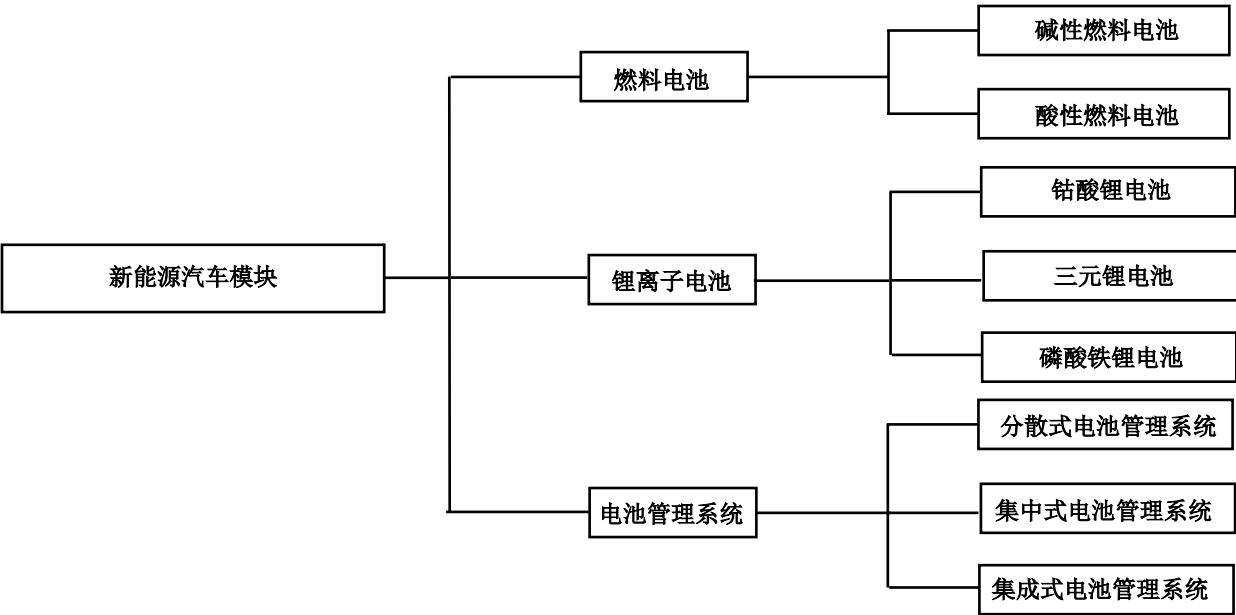 新能源汽车模块
燃料电池
碱性燃料电池
酸性燃料电池
锂离子电池
钴酸锂电池
三元锂电池
磷酸铁锂电池
电池管理系统
分散式电池管理系统
集中式电池管理系统
集成式电池管理系统